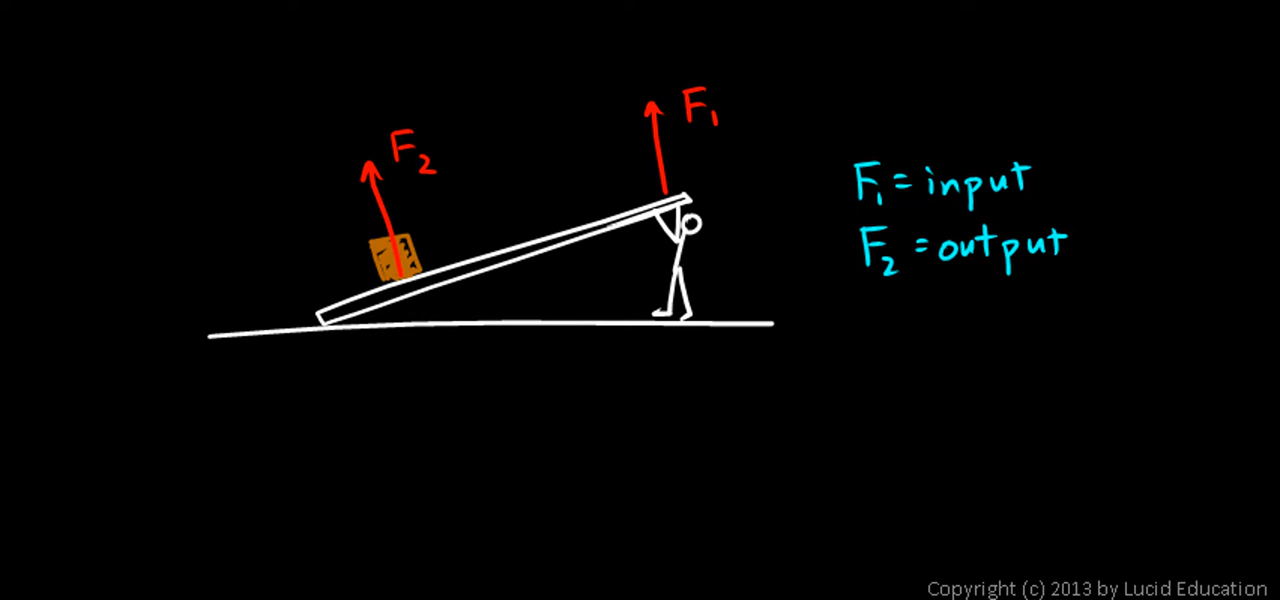 F₁
F₂
F₁ = input
F₂ = output
Copyright (c) 2013 by Lucid Education